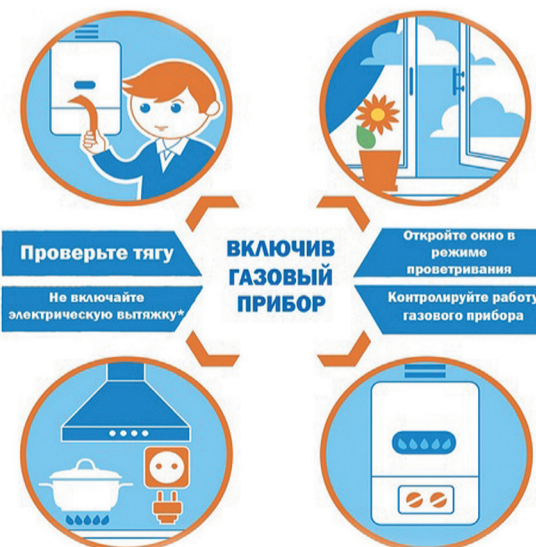 Проверьте тягу
Не включайте
электрическую вытяжку*
ВКЛЮЧИВ
ГАЗОВЫЙ
ПРИБОР
Откройте окно в
режиме
проветривания
Контролируйте работу
газового прибора